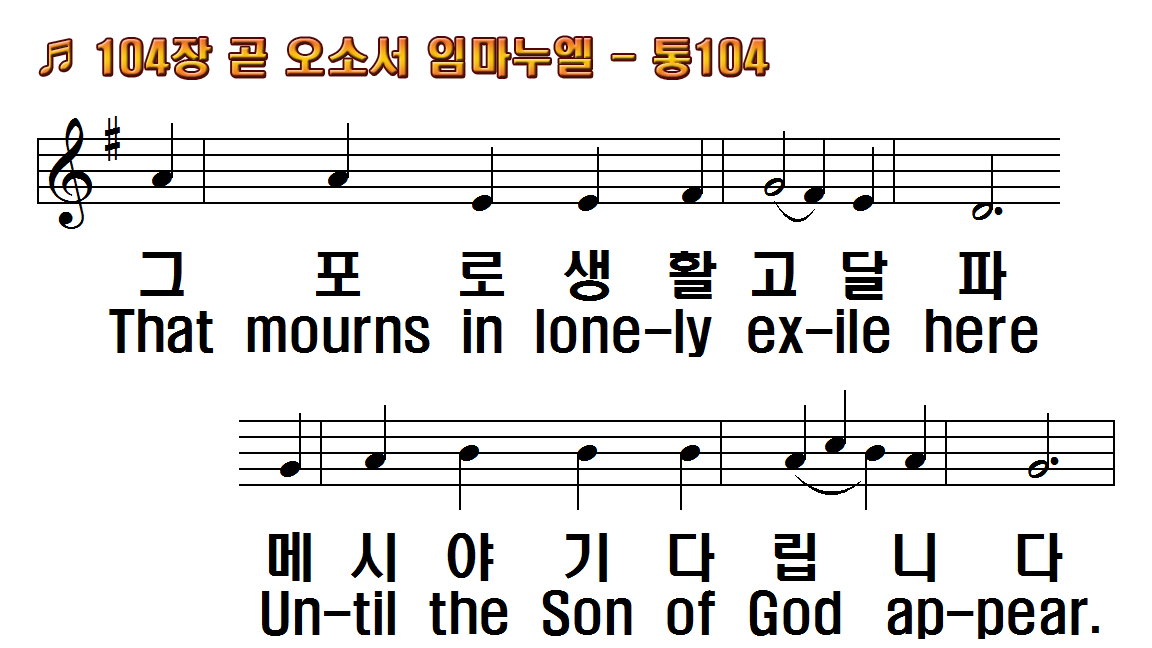 ♬ 104장 곧 오소서 임마누엘 - 통104
그 포 로 생 활 고 달 파
That mourns in lone-ly ex-ile here
메 시 야 기 다 립 니 다
Un-til the Son of God ap-pear.